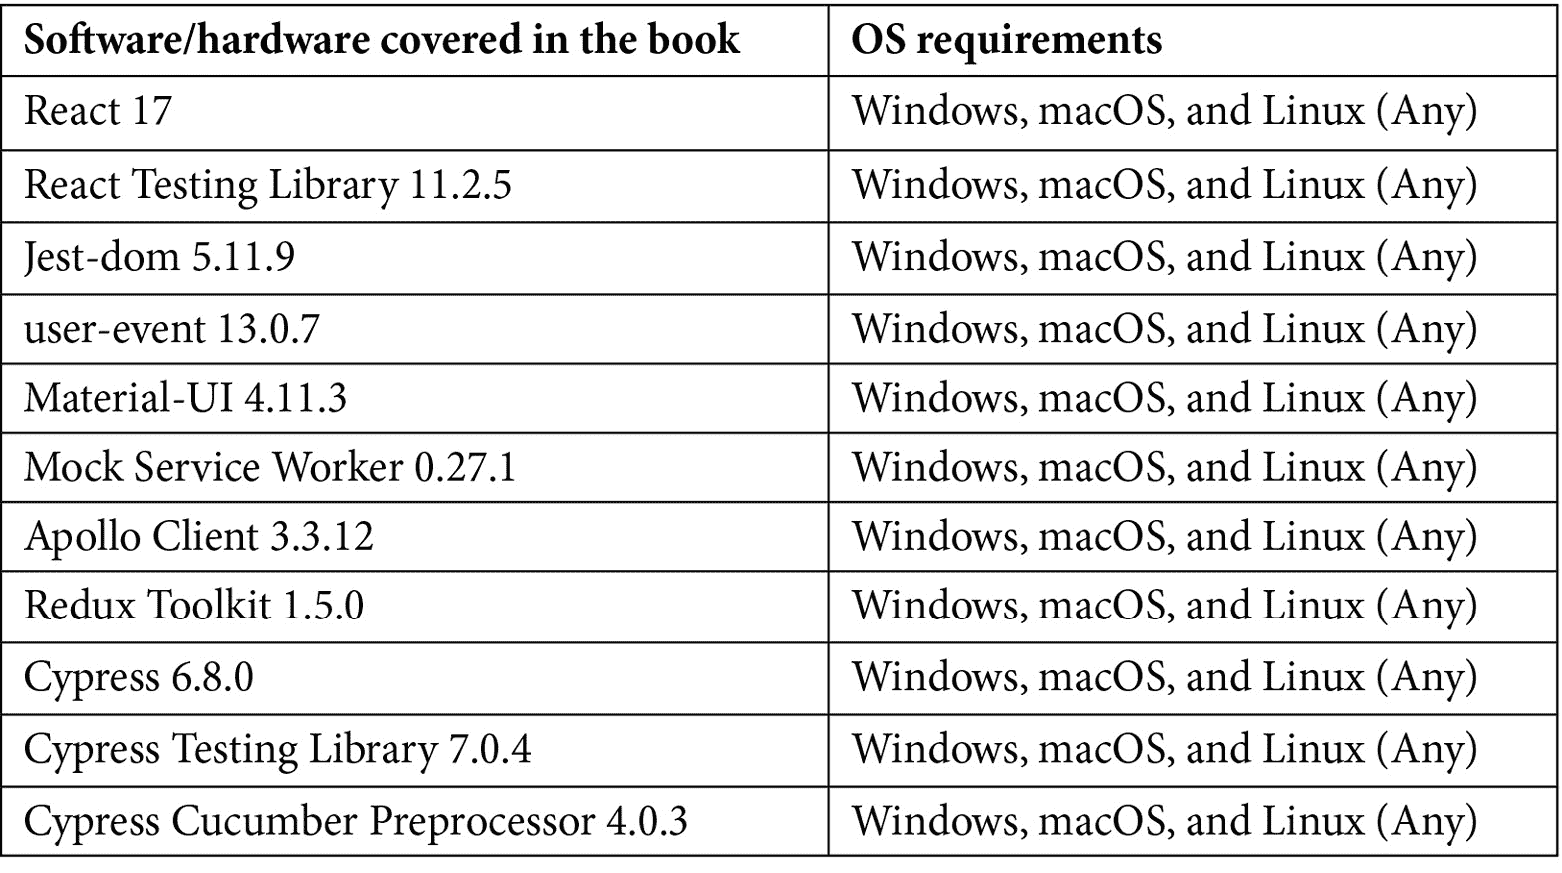 Software/hardware covered in the book OS requirements
React 17 Windows, macOS, and Linux (Any)
React Testing Library 11.2.5 Windows, macOS, and Linux (Any)
Jest-dom 5.11.9 Windows, macOS, and Linux (Any)
user-event 13.0.7 Windows, macOS, and Linux (Any)
Material-UI 4.11.3 Windows, macOS, and Linux (Any)
Mock Service Worker 0.27.1 Windows, macOS, and Linux (Any)
Apollo Client 3.3.12 Windows, macOS, and Linux (Any)
Redux Toolkit 1.5.0 Windows, macOS, and Linux (Any)
Cypress 6.8.0 Windows, macOS, and Linux (Any)
Cypress Testing Library 7.0.4 Windows, macOS, and Linux (Any)
Cypress Cucumber Preprocessor 4.0.3 Windows, macOS, and Linux (Any)